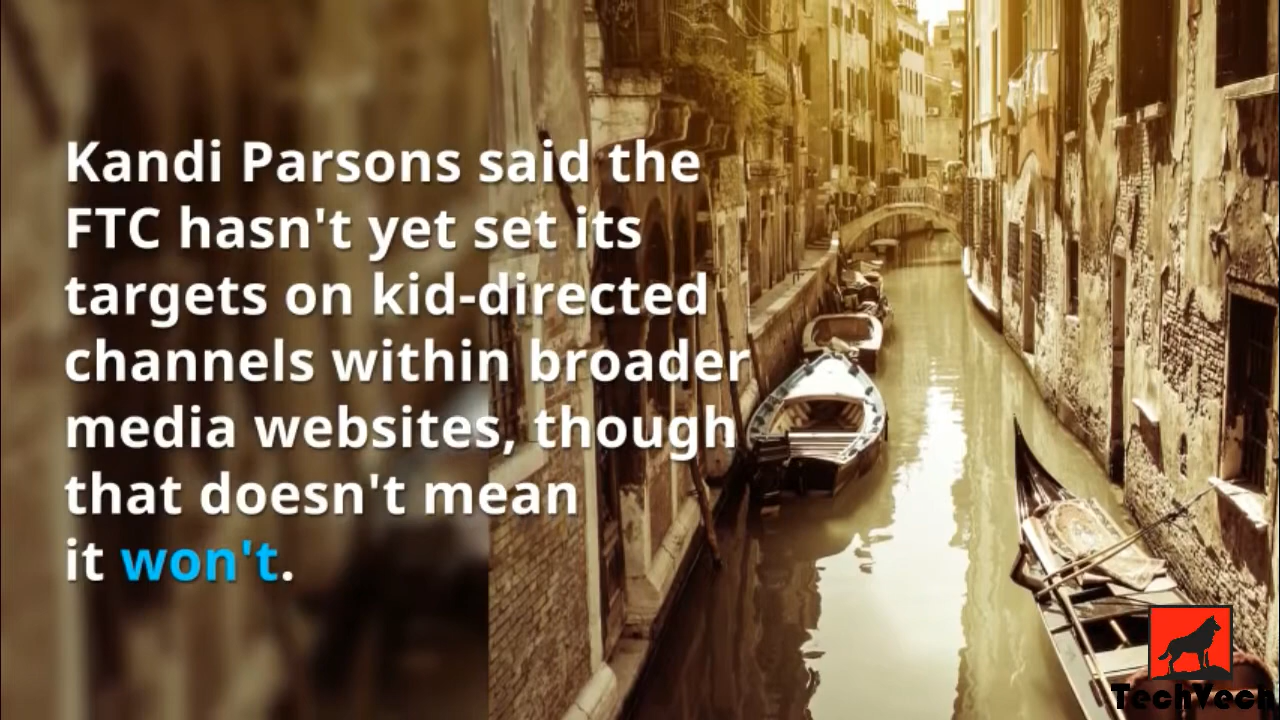 Kandi Parsons said the
FTC hasn't yet set its
targets on kid-directed
channels within broader
media websites, though
that doesn't mean
it won't.
TechVech